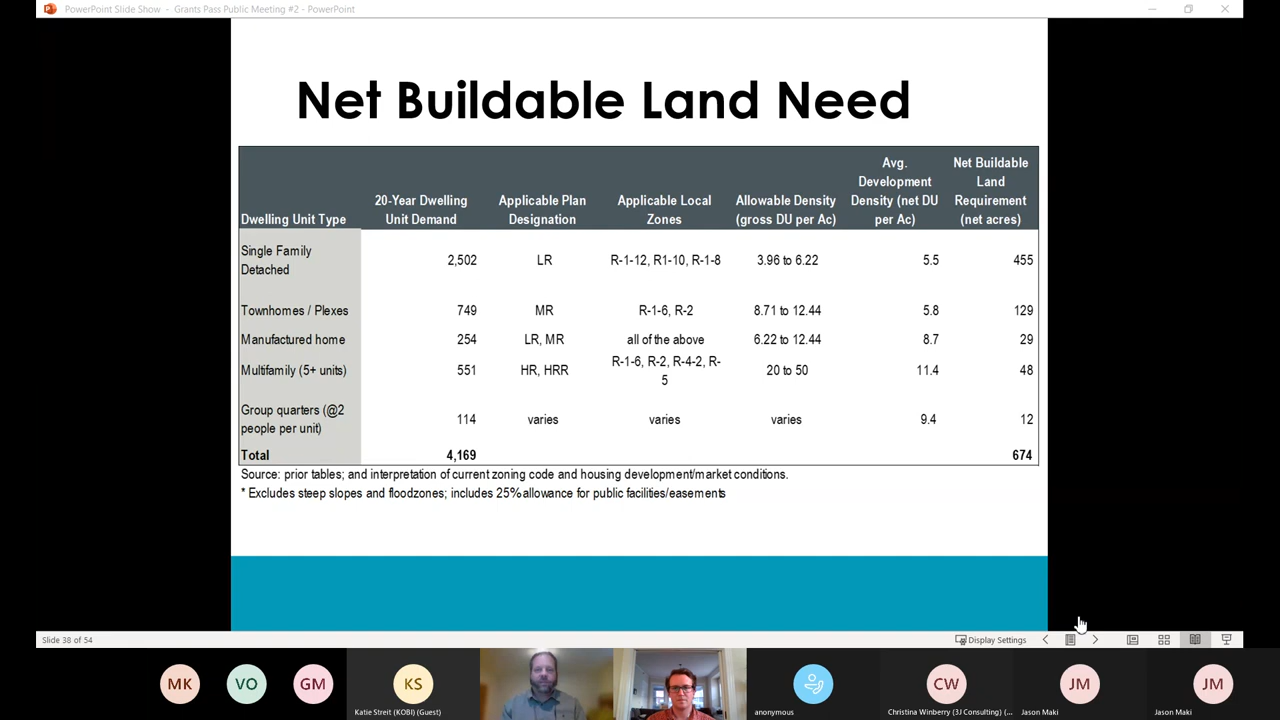 PowerPoint Slide Show - Grants Pass Public Meeting #2 - PowerPoint
Net Buildable Land Need
Dwelling Unit Type
20-Year Dwelling
Unit Demand
Applicable Plan
Designation
Applicable Local
Zones
Allowable Density
(gross DU per Ac)
Avg.
Development
Density (net DU
per Ac)
Net Buildable
Land
Requirement
(net acres)
Single Family
Detached
2,502
LR
R-1-12, R1-10, R-1-8
3.96 to 6.22
5.5
455
Townhomes / Plexes
749
MR
R-1-6, R-2
8.71 to 12.44
5.8
129
Manufactured home
254
LR, MR
all of the above
6.22 to 12.44
8.7
29
Multifamily (5+ units)
551
HR, HRR
R-1-6, R-2, R-4-2, R-
5
20 to 50
11.4
48
Group quarters (@2
people per unit)
114
varies
varies
varies
9.4
12
Total
4,169
674
Source: prior tables; and interpretation of current zoning code and housing development/market conditions.
* Excludes steep slopes and floodzones; includes 25% allowance for public facilities/easements
Slide 38 of 54
Display Settings
MK
VO
GM
KS
Katie Streit (KOBI) (Guest)
anonymous
CW
Christina Winberry (3J Consulting) (...
JM
Jason Maki
JM
Jason Maki